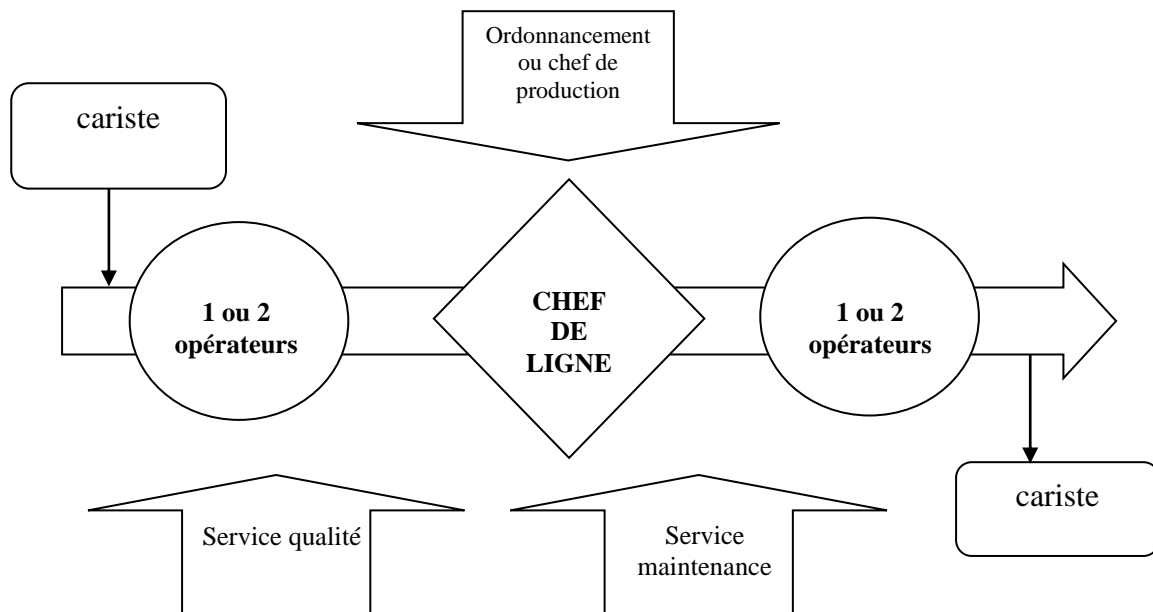 Ordonnancement
ou chef de
production
cariste
1 ou 2
opérateurs
CHEF
DE
LIGNE
1 ou 2
opérateurs
cariste
Service qualité
Service
maintenance